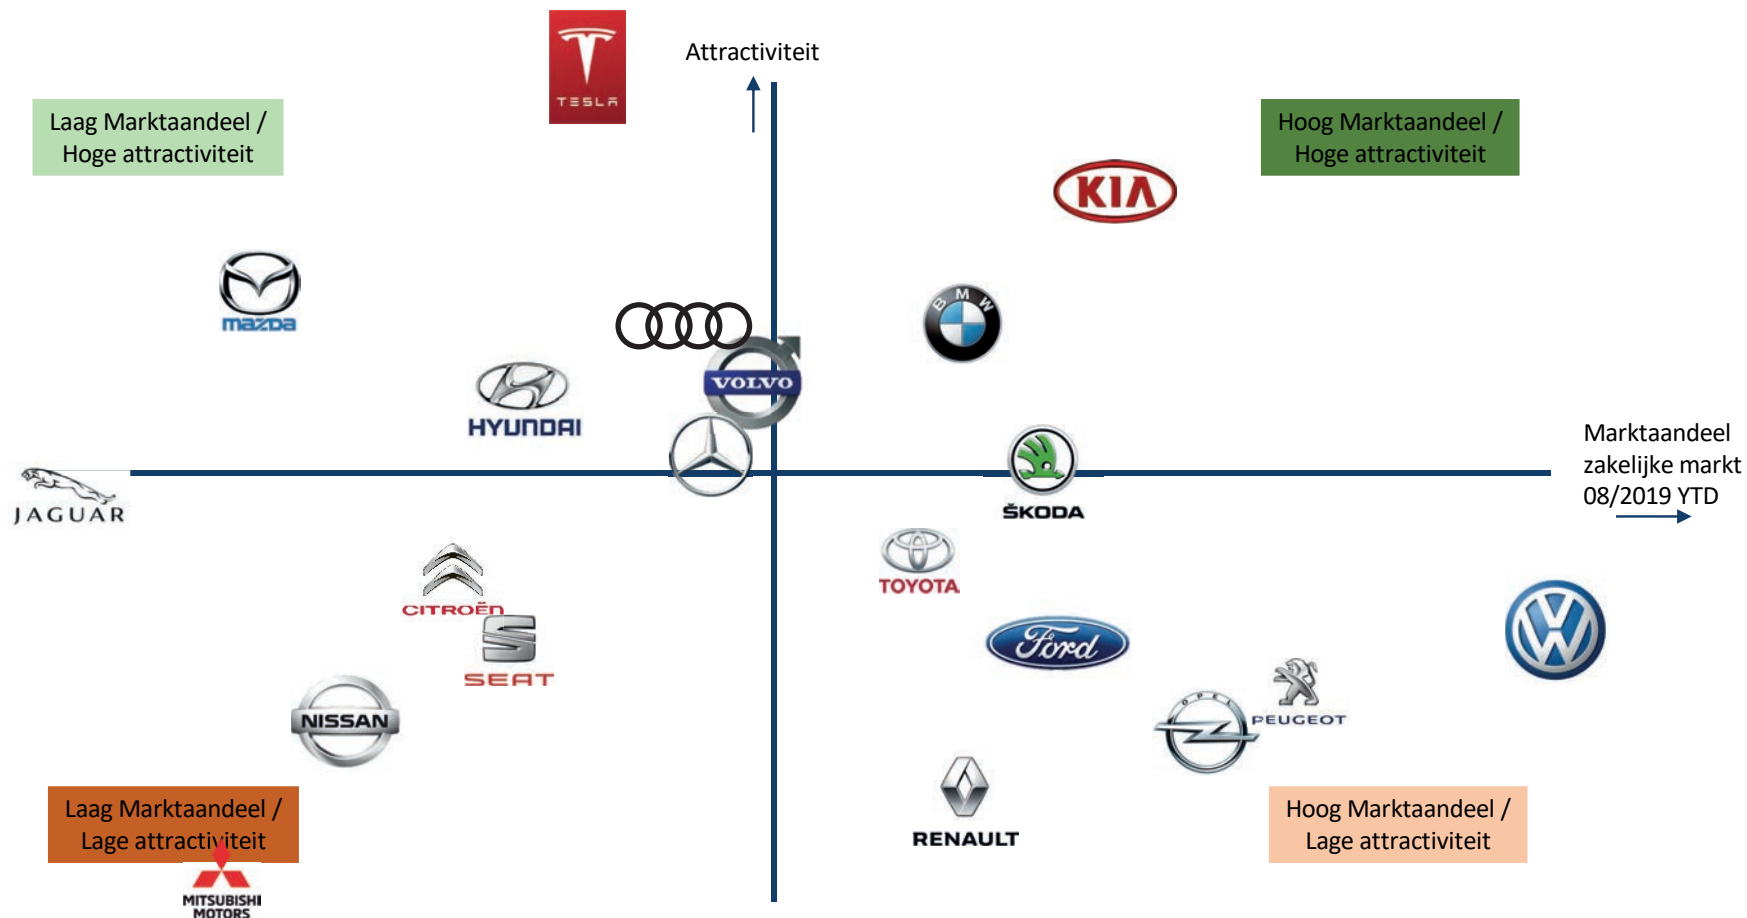 TESLA
Attractiviteit
Laag Marktaandeel /
Hoge attractiviteit
Hoog Marktaandeel /
Hoge attractiviteit
KIA
mazda
BMW
VOLVO
HYUNDAI
Marktaandeel
zakelijke markt
08/2019 YTD
JAGUAR
ŠKODA
TOYOTA
CITROËN
SEAT
Ford
NISSAN
OPEL
PEUGEOT
RENAULT
Laag Marktaandeel /
Lage attractiviteit
Hoog Marktaandeel /
Lage attractiviteit
MITSUBISHI
MOTORS